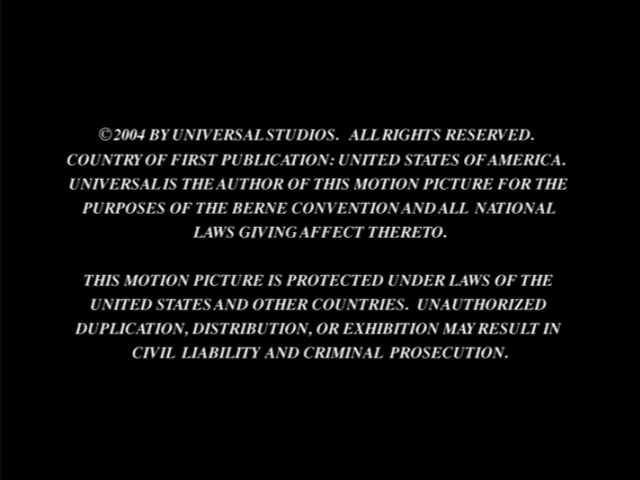 ©2004 BY UNIVERSAL STUDIOS. ALL RIGHTS RESERVED.
COUNTRY OF FIRST PUBLICATION: UNITED STATES OF AMERICA.
UNIVERSAL IS THE AUTHOR OF THIS MOTION PICTURE FOR THE
PURPOSES OF THE BERNE CONVENTION AND ALL NATIONAL
LAWS GIVING AFFECT THERETO.
THIS MOTION PICTURE IS PROTECTED UNDER LAWS OF THE
UNITED STATES AND OTHER COUNTRIES. UNAUTHORIZED
DUPLICATION, DISTRIBUTION, OR EXHIBITION MAY RESULT IN
CIVIL LIABILITY AND CRIMINAL PROSECUTION.